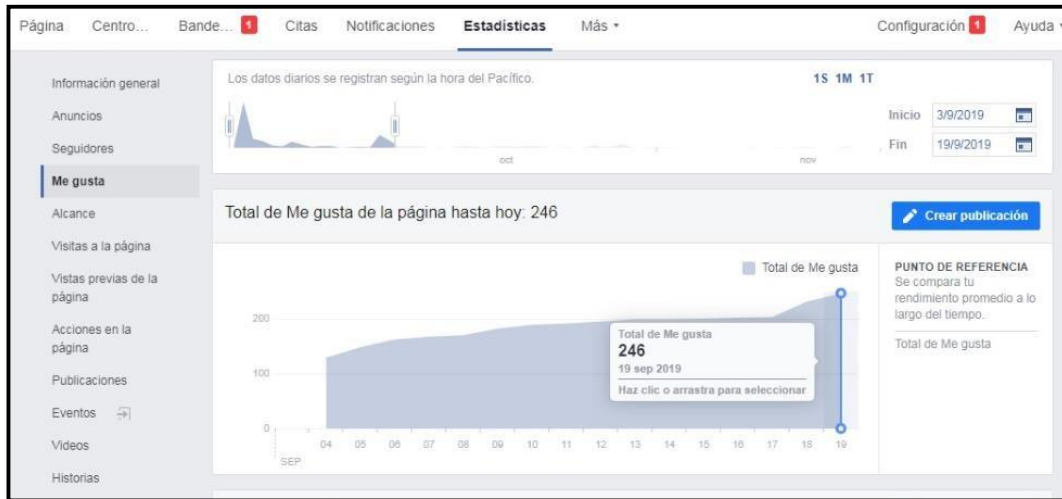 Página Centro... Bande... 1 Citas Notificaciones Estadísticas Más Configuración 1 Ayuda
Información general
Anuncios
Seguidores
Me gusta
Alcance
Visitas a la página
Vistas previas de la
página
Acciones en la
página
Publicaciones
Eventos
Videos
Historias
Los datos diarios se registran según la hora del Pacífico.
1S 1M 1T
Inicio 3/9/2019
Fin 19/9/2019
oct nov
Total de Me gusta de la página hasta hoy: 246
Crear publicación
Total de Me gusta
200
100
0
Total de Me gusta
246
19 sep 2019
Haz clic o arrastra para seleccionar
04 05 06 07 08 09 10 11 12 13 14 15 16 17 18 19
SEP
PUNTO DE REFERENCIA
Se compara tu
rendimiento promedio a lo
largo del tiempo.
Total de Me gusta